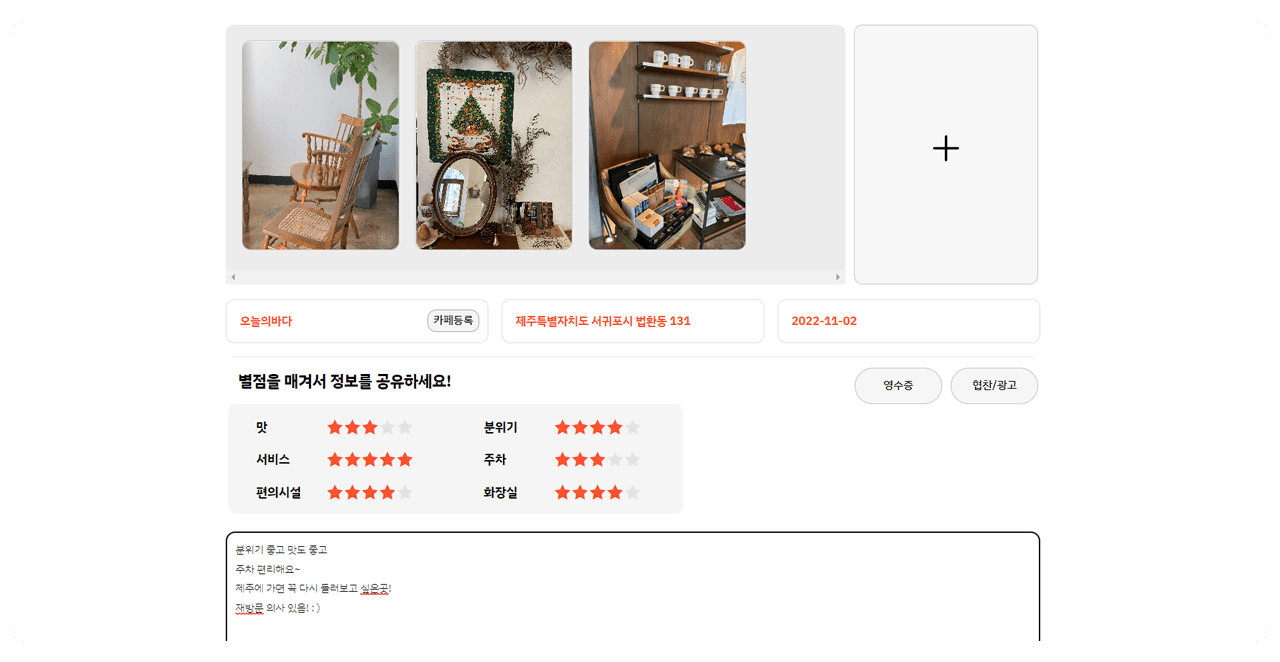 오늘의바다
카페등록
제주특별자치도 서귀포시 법환동 131
2022-11-02
별점을 매겨서 정보를 공유하세요!
영수증
협찬/광고
맛
분위기
서비스
주차
편의시설
화장실
분위기 좋고 맛도 좋고
주차 편리해요~
제주에 가면 꼭 다시 들러보고 싶은곳!
재방문 의사 있음! : )